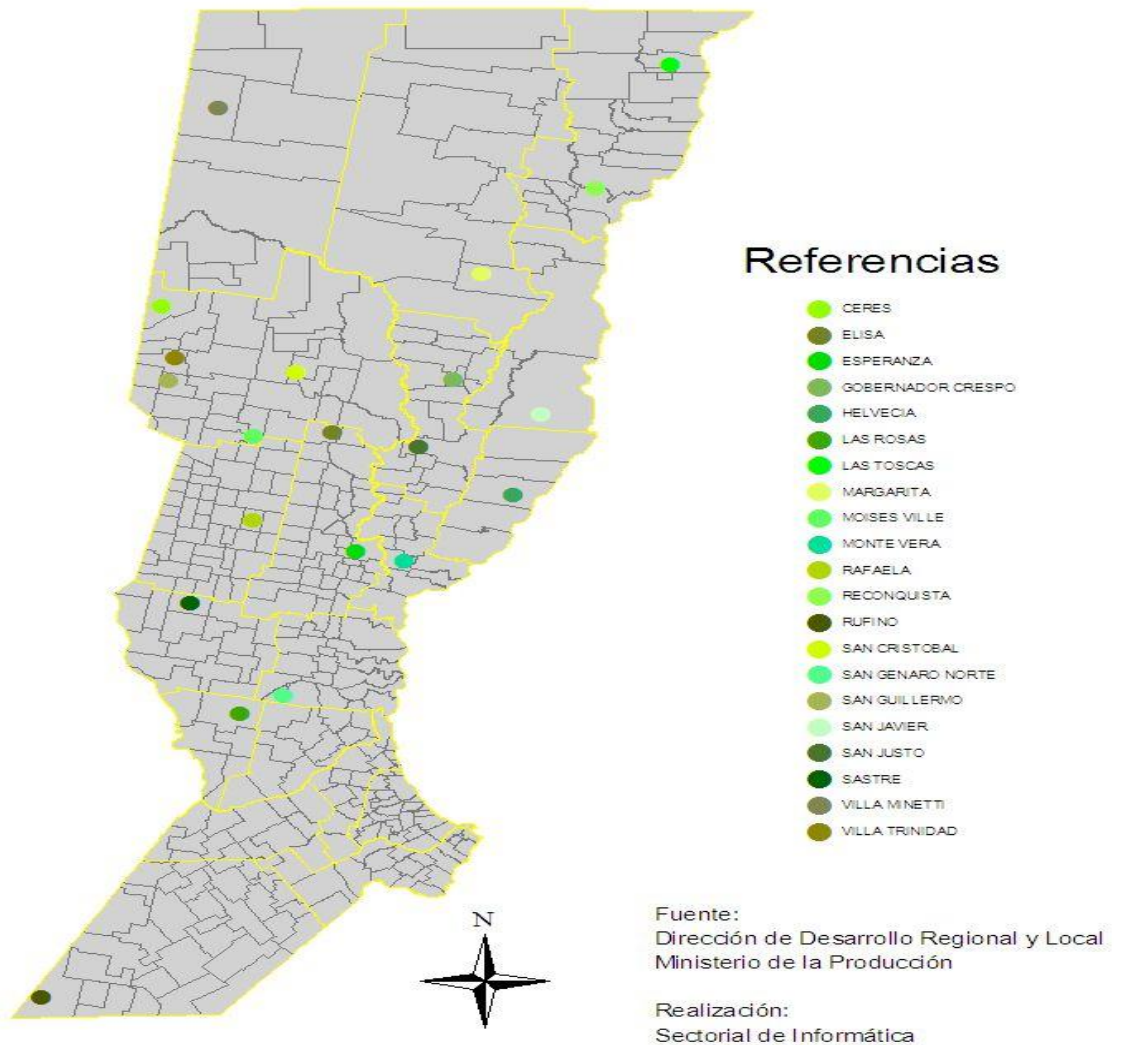 Referencias
CERES
ELISA
ESPERANZA
GOBERNADOR CRESPO
HELVECIA
LAS ROSAS
LAS TOSCAS
MARGARITA
MOISES VILLE
MONTE VERA
RAFAELA
RECONQUISTA
RUFINO
SAN CRISTOBAL
SAN GENARO NORTE
SAN GUILLERMO
SAN JAVIER
SAN JUSTO
SASTRE
VILLA MINETTI
VILLA TRINIDAD
N
Fuente:
Dirección de Desarrollo Regional y Local
Ministerio de la Producción
Realización:
Sectorial de Informática